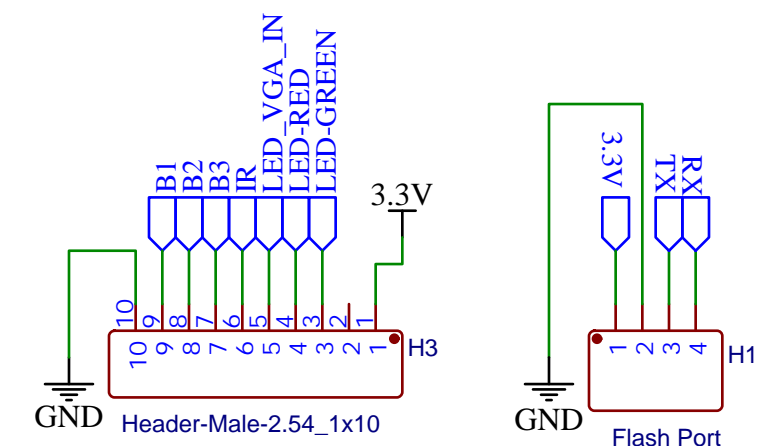 B1
B2
B3
IR
LED_VGA_IN
LED-RED
LED-GREEN
3.3V
10 9 8 7 6 5 4 3 2 1
10 9 8 7 6 5 4 3 2 1
H3
GND
Header-Male-2.54_1x10
3.3V
TX
RX
1 2 3 4
H1
GND
Flash Port